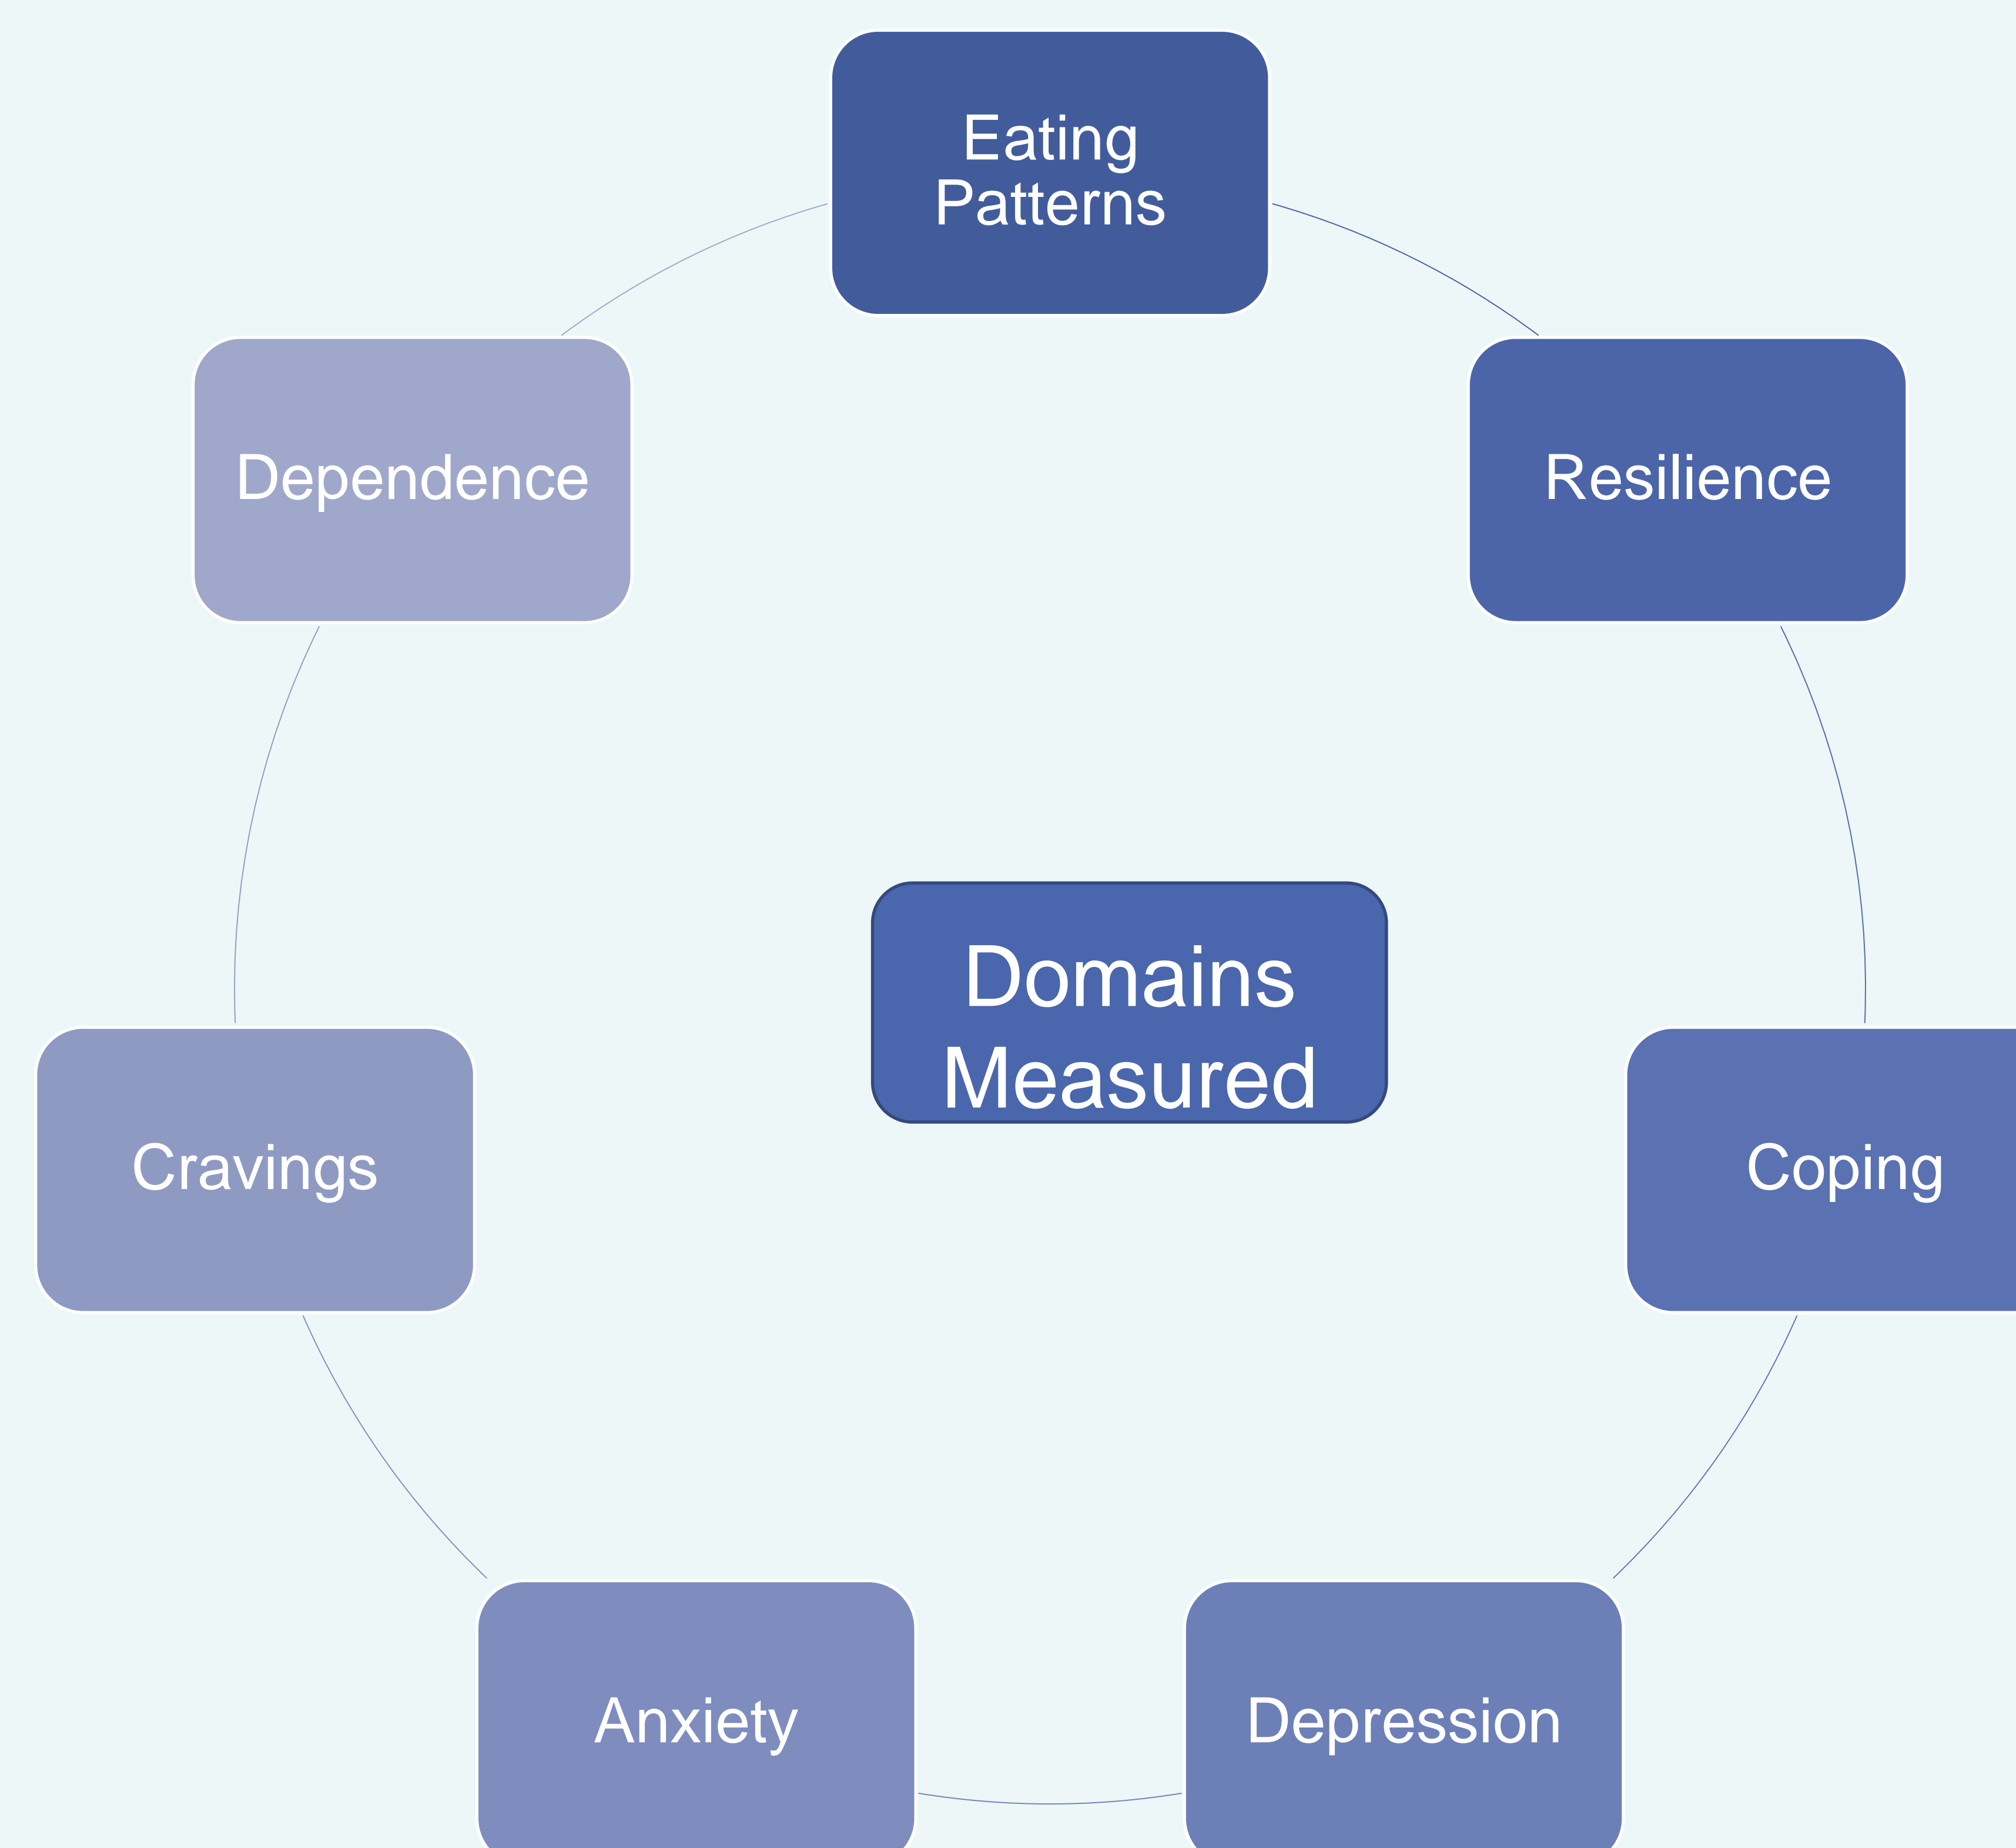 Eating
Patterns
Dependence
Resilience
Domains
Measured
Cravings
Coping
Anxiety
Depression